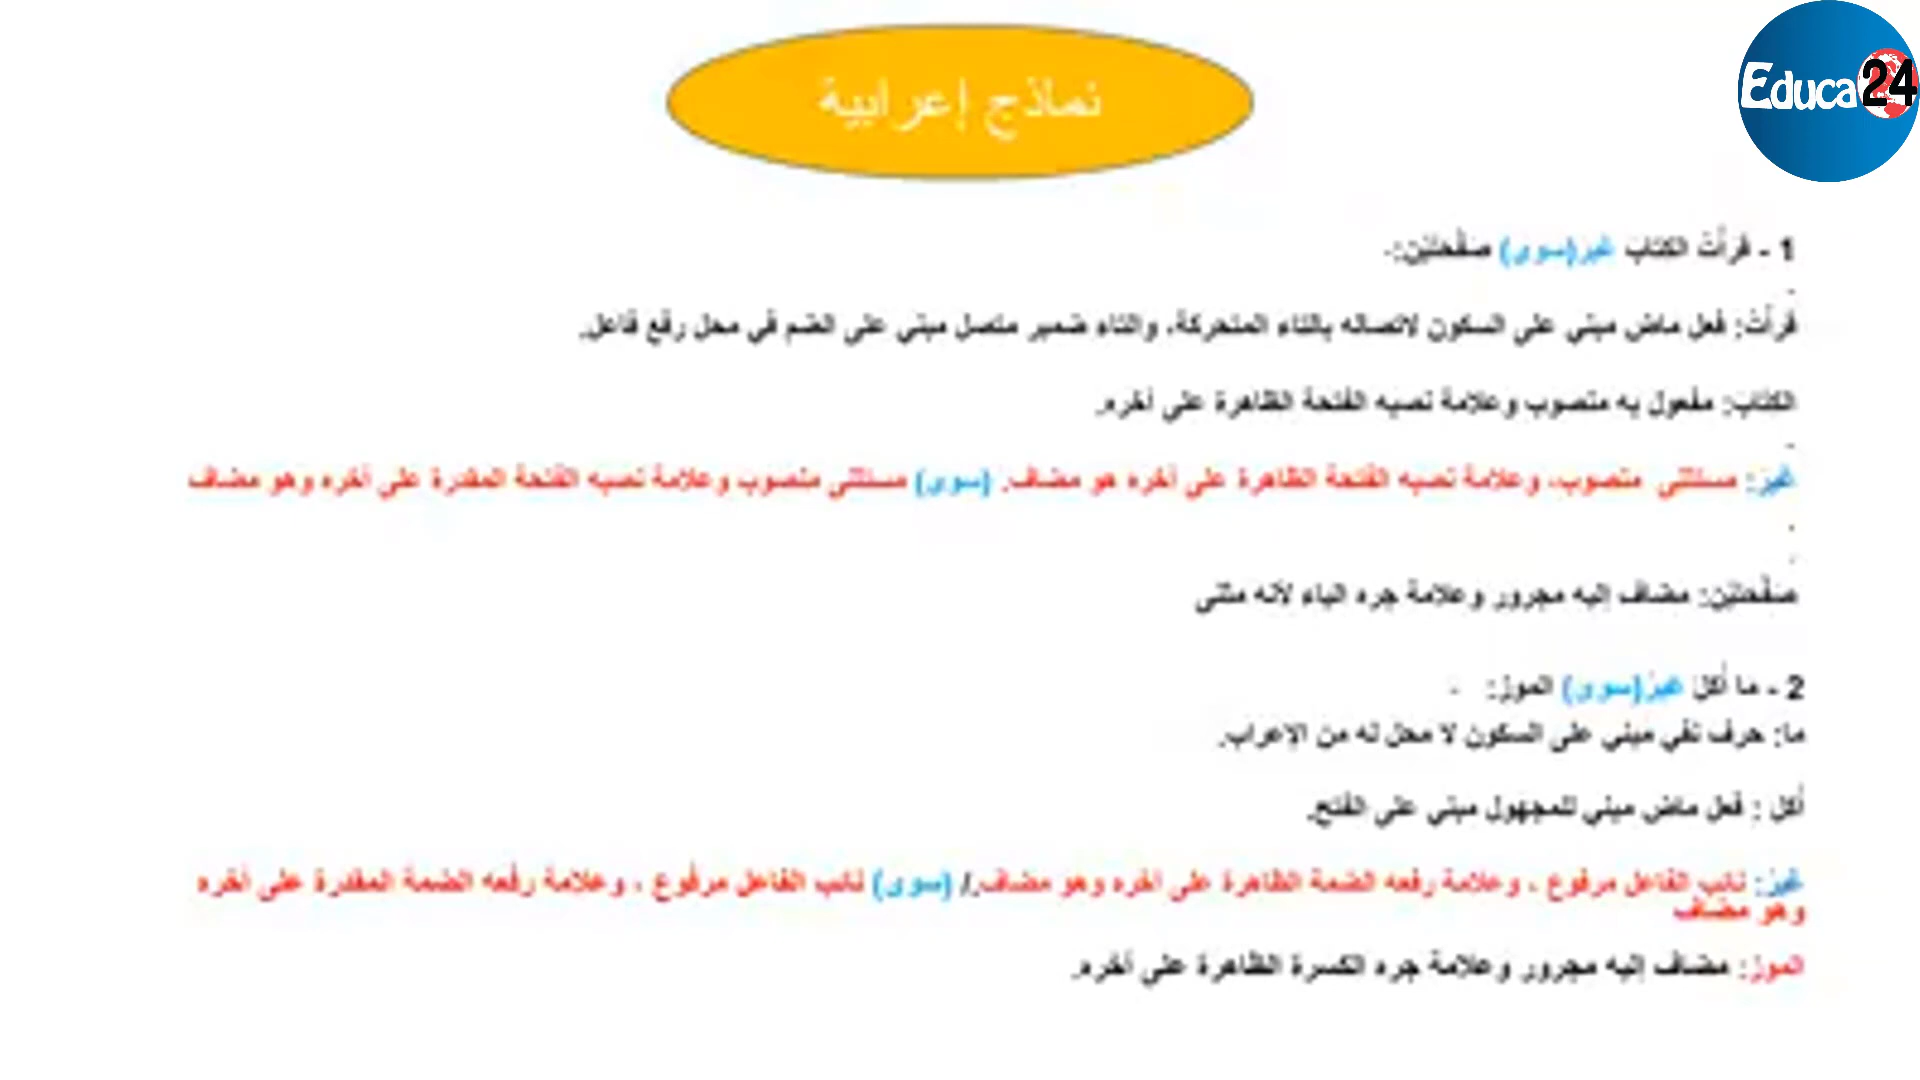 نماذج إعرابية
Educa24
1 - قرأتُ الكتابَ غير(سوى) صفْحتيْن:-
قرأتُ: فعل ماض مبني على السكون لاتصاله بالتاء المتحركة، والتاء ضمير متصل مبني على الضم في محل رفع فاعل.
الكتابَ: مفعول به منصوب وعلامة نصبه الفتحة الظاهرة على آخره.
غيرَ: مستثنى منصوب، وعلامة نصبه الفتحة الظاهرة على آخره هو مضاف. (سوى) مستثنى منصوب وعلامة نصبه الفتحة المقدرة على آخره وهو مضاف
صفْحتيْن: مضاف إليه مجرور وعلامة جره الياء لأنه مثنى
2 - ما أُكل غيرُ(سوى) الموز: -
ما: حرف نفي مبني على السكون لا محل له من الإعراب.
أُكل : فعل ماض مبني للمجهول مبني على الفتح.
غيرُ: نائب الفاعل مرفوع ، وعلامة رفعه الضمة الظاهرة على آخره وهو مضاف./ (سوى) نائب الفاعل مرفوع ، وعلامة رفعه الضمة المقدرة على آخره
وهو مضاف
الموز: مضاف إليه مجرور وعلامة جره الكسرة الظاهرة على آخره.